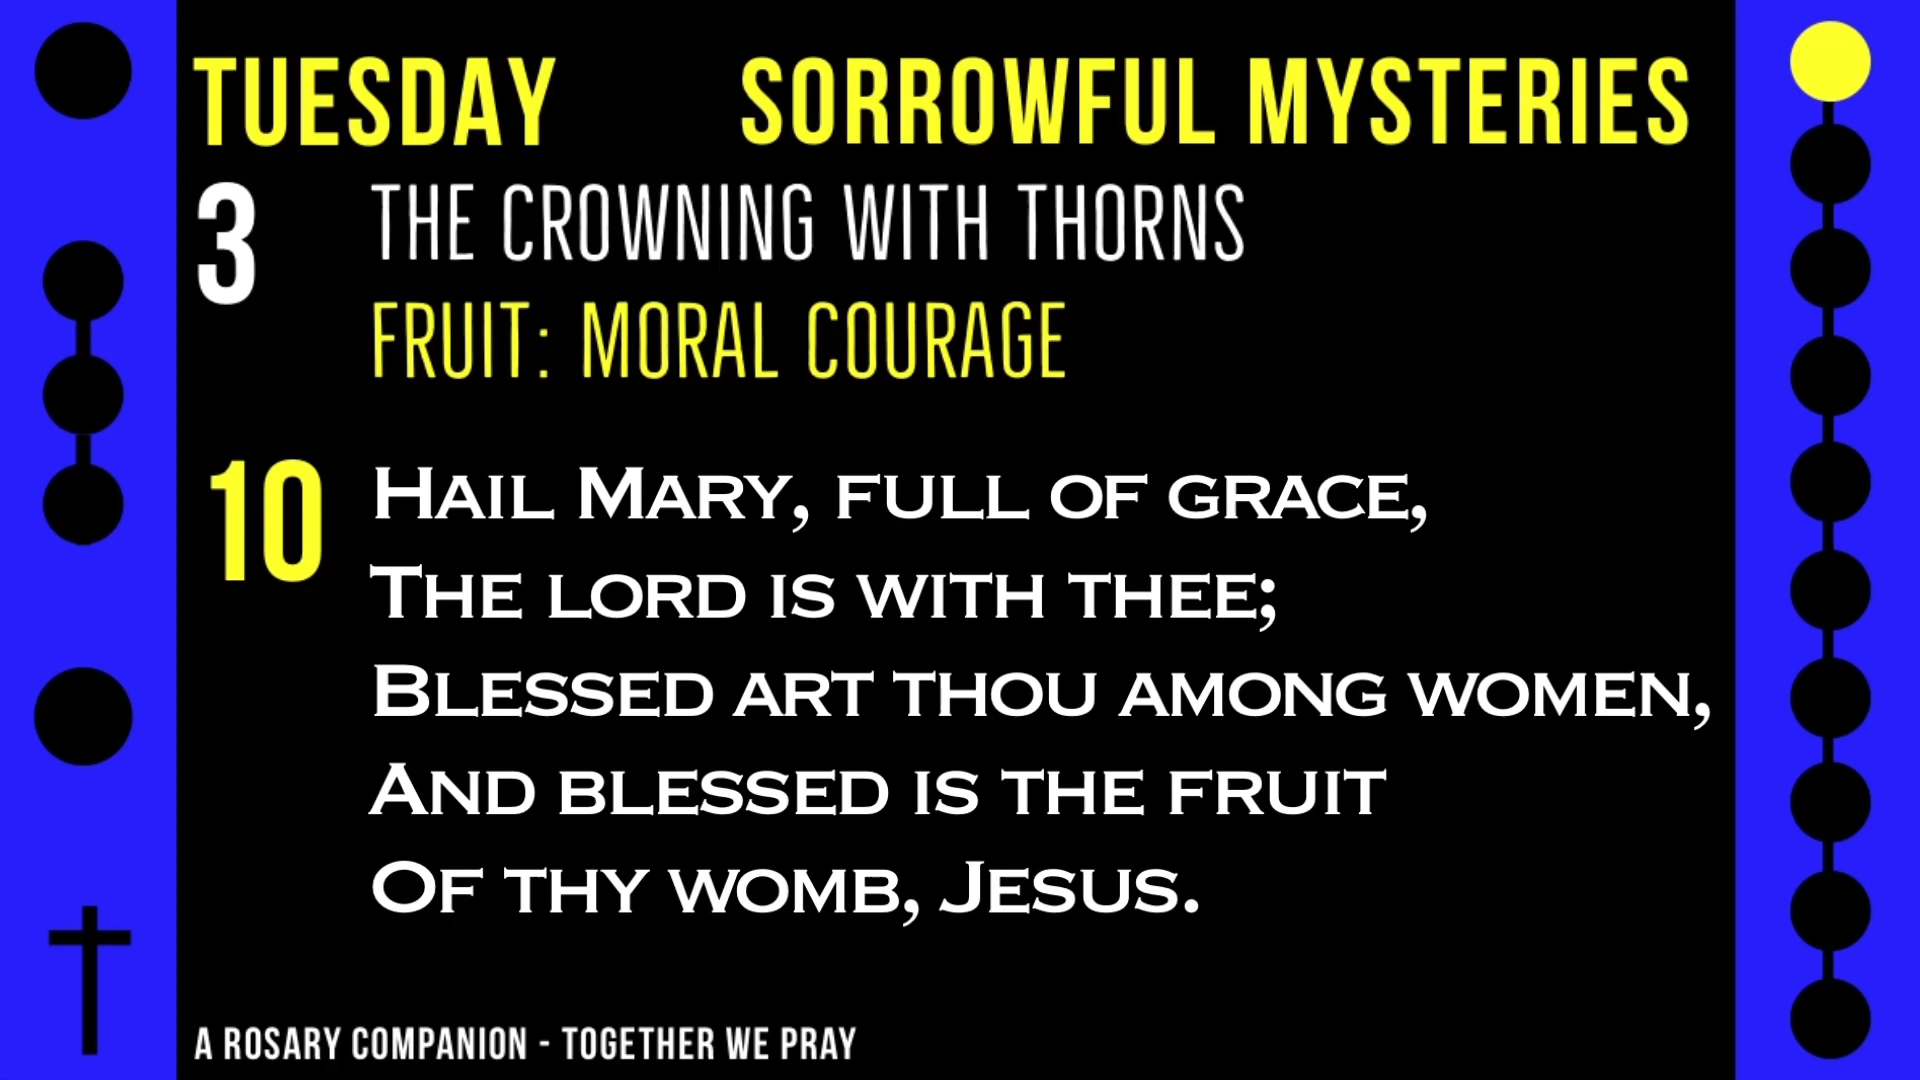 TUESDAY SORROWFUL MYSTERIES
3 THE CROWNING WITH THORNS
FRUIT: MORAL COURAGE
10 HAIL MARY, FULL OF GRACE,
THE LORD IS WITH THEE;
BLESSED ART THOU AMONG WOMEN,
AND BLESSED IS THE FRUIT
OF THY WOMB, JESUS.
A ROSARY COMPANION - TOGETHER WE PRAY